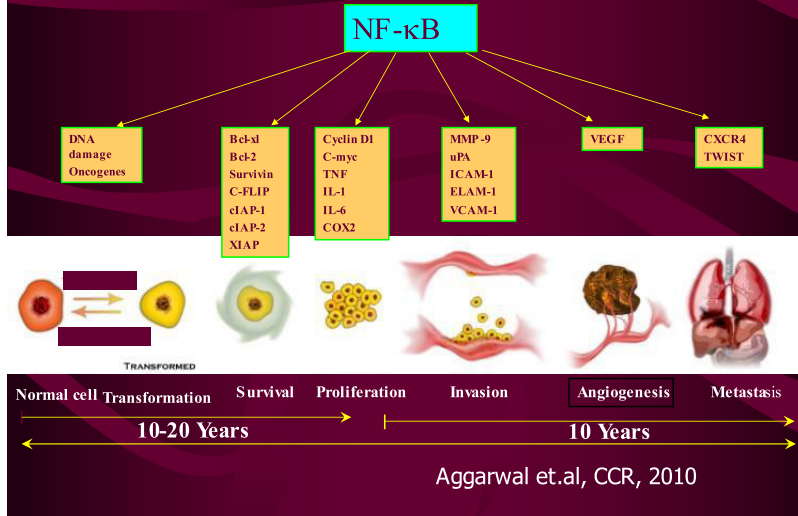 NF-κB
DNA
damage
Oncogenes
Bcl-xl
Bcl-2
Survivin
C-FLIP
cIAP-1
cIAP-2
XIAP
Cyclin D1
C-myc
TNF
IL-1
IL-6
COX2
MMP-9
uPA
ICAM-1
ELAM-1
VCAM-1
VEGF
CXCR4
TWIST
TRANSFORMED
Normal cell
Transformation
Survival
Proliferation
Invasion
Angiogenesis
Metastasis
10-20 Years
10 Years
Aggarwal et.al, CCR, 2010